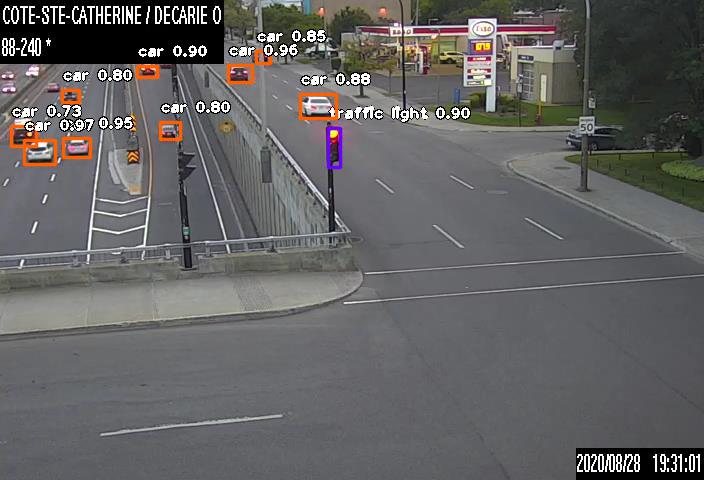 COTE-STE-CATHERINE / DECARIE O
88-240 *
car 0.85
car 0.90
car 0.96
car 0.80
car 0.88
car 0.80
traffic light 0.90
car 0.73
car 0.97
0.95
Esso
50
2020/08/28 19:31:01